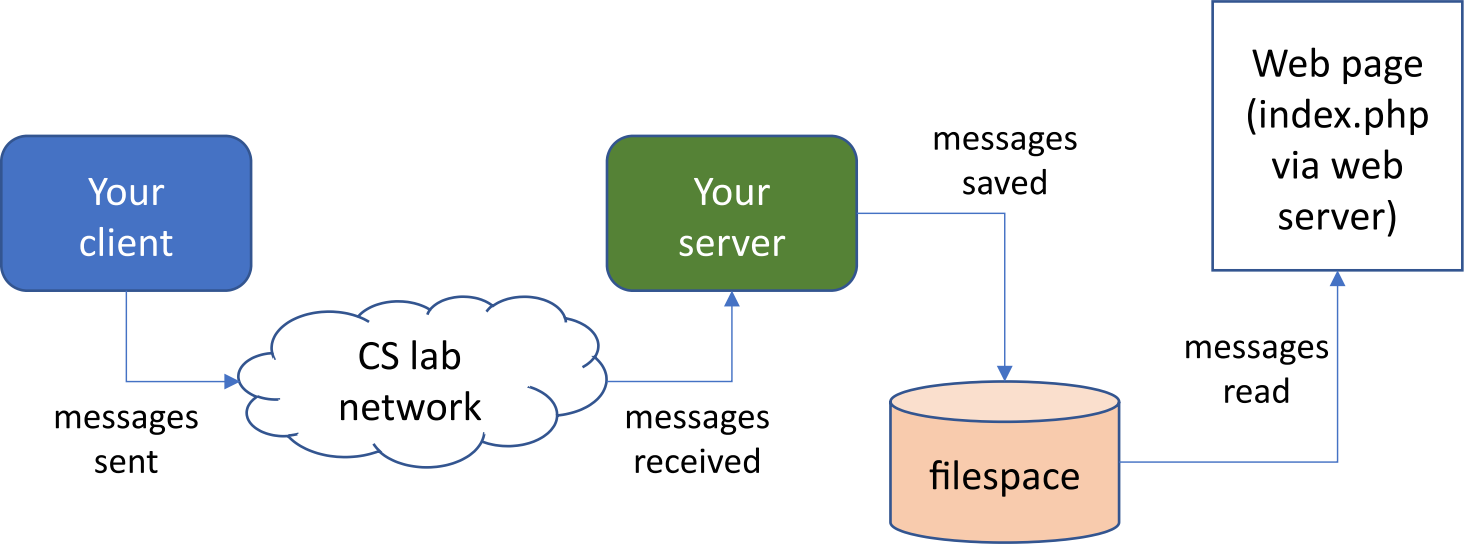 Your
client
messages
sent
CS lab
network
messages
received
Your
server
messages
saved
filespace
messages
read
Web page
(index.php
via web
server)